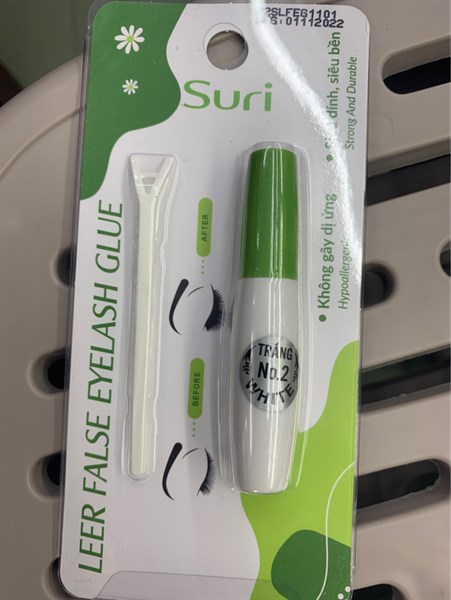 SLFEG1101
01112022
Suri
dính, siêu bền
Strong And Durable
Không gây dị ứng
Hypoallergenic
LEER FALSE EYELASH GLUE
AFTER
BEFORE
TRẮNG
No.2
WHITE